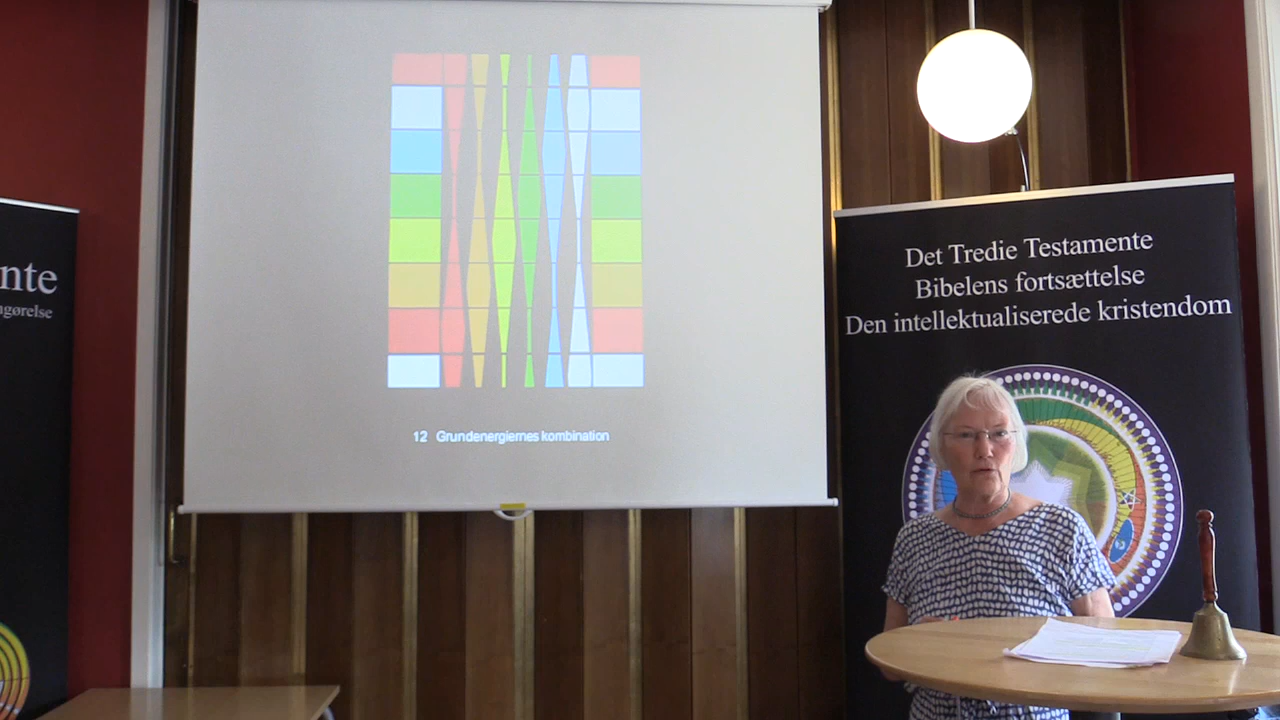 nte
gørelse
12 Grundenergiernes kombination
Det Tredie Testamente
Bibelens fortsættelse
Den intellektualiserede kristendom